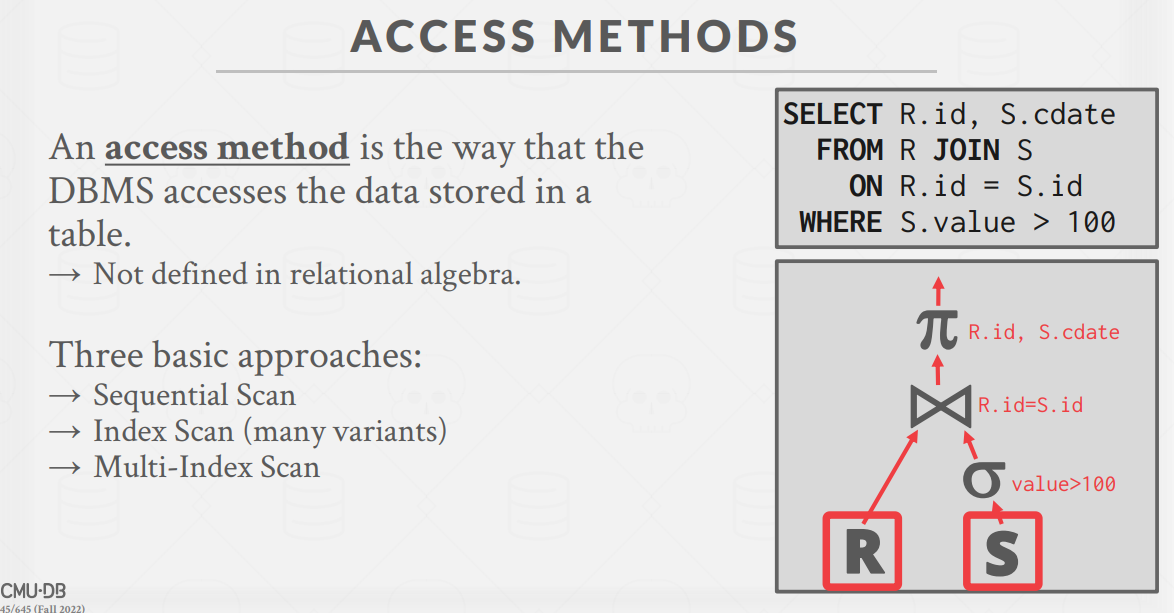 ACCESS METHODS
An access method is the way that the
DBMS accesses the data stored in a
table.
→ Not defined in relational algebra.
Three basic approaches:
→ Sequential Scan
→ Index Scan (many variants)
→ Multi-Index Scan
SELECT R.id, S.cdate
FROM R JOIN S
ON R.id = S.id
WHERE S.value > 100
π R.id, S.cdate
⋈ R.id=S.id
σ value>100
R S
CMU·DB
45/645 (Fall 2022)